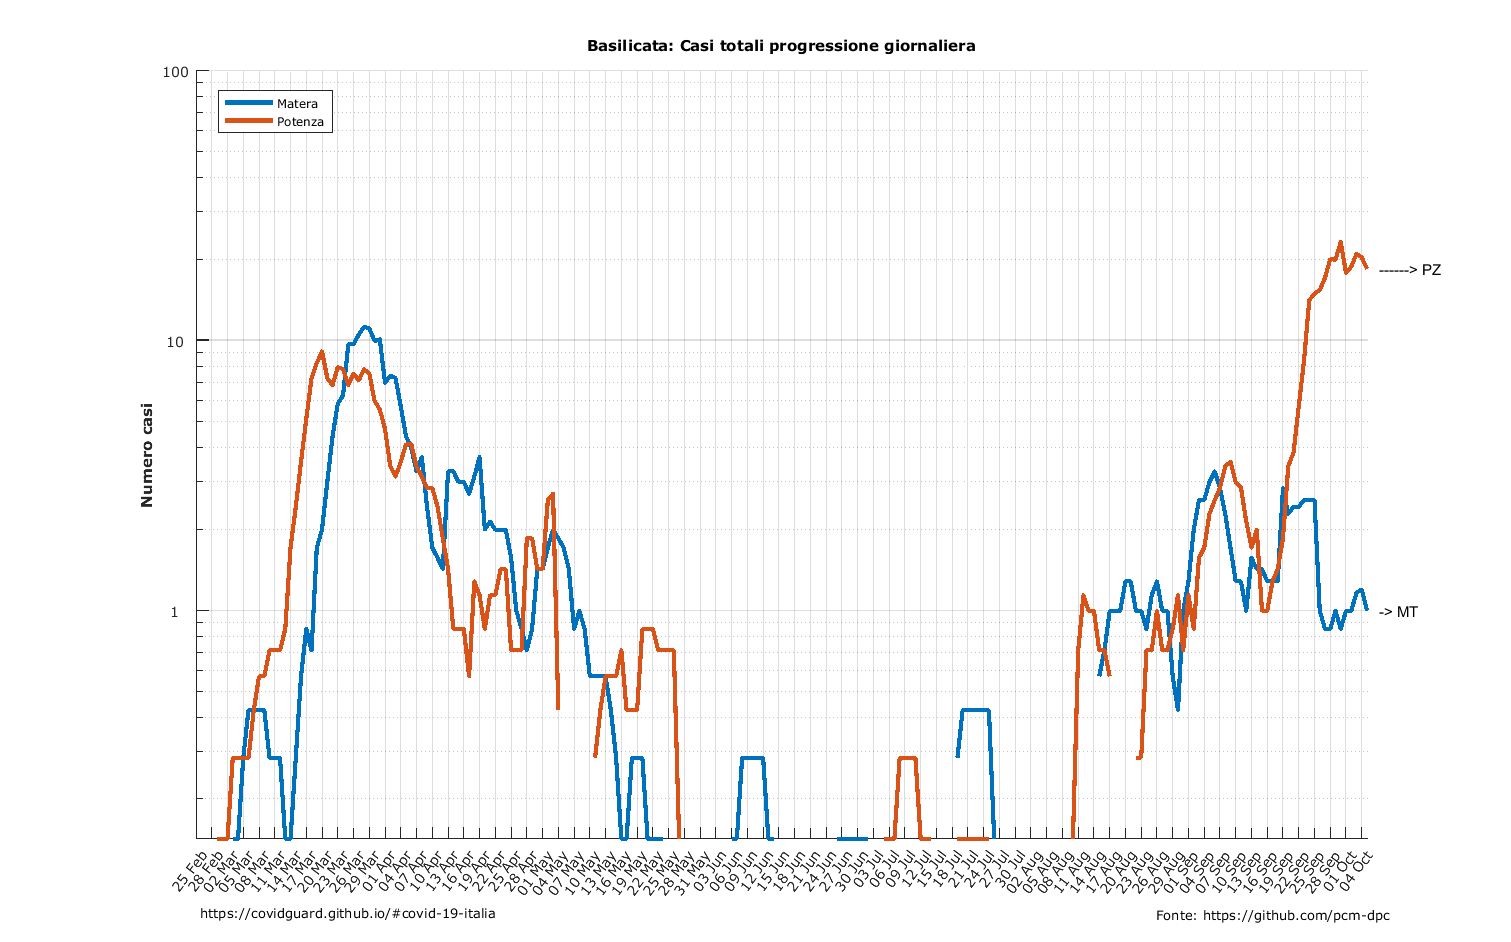 Basilicata: Casi totali progressione giornaliera
100
10
1
Numero casi
Matera
Potenza
------> PZ
-> MT
25 Feb
28 Feb
02 Mar
05 Mar
08 Mar
11 Mar
14 Mar
17 Mar
20 Mar
23 Mar
26 Mar
29 Mar
01 Apr
04 Apr
07 Apr
10 Apr
13 Apr
16 Apr
19 Apr
22 Apr
25 Apr
28 Apr
01 May
04 May
07 May
10 May
13 May
16 May
19 May
22 May
25 May
28 May
31 May
03 Jun
06 Jun
09 Jun
12 Jun
15 Jun
18 Jun
21 Jun
24 Jun
27 Jun
30 Jun
03 Jul
06 Jul
09 Jul
12 Jul
15 Jul
18 Jul
21 Jul
24 Jul
27 Jul
30 Jul
02 Aug
05 Aug
08 Aug
11 Aug
14 Aug
17 Aug
20 Aug
23 Aug
26 Aug
29 Aug
01 Sep
04 Sep
07 Sep
10 Sep
13 Sep
16 Sep
19 Sep
22 Sep
25 Sep
28 Sep
01 Oct
04 Oct
https://covidguard.github.io/#covid-19-italia
Fonte: https://github.com/pcm-dpc